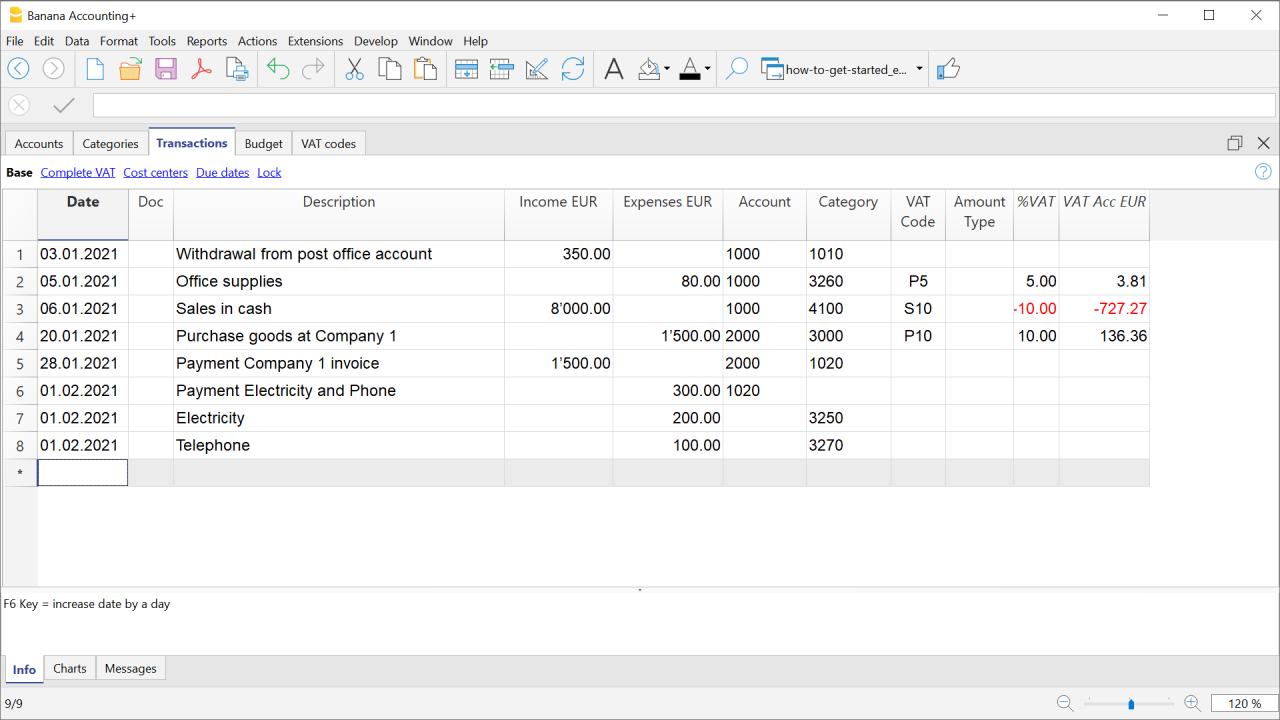 Banana Accounting+
File Edit Data Format Tools Reports Actions Extensions Develop Window Help
how-to-get-started_e...
Accounts Categories Transactions Budget VAT codes
Base Complete VAT Cost centers Due dates Lock
Date Doc Description Income EUR Expenses EUR Account Category VAT Code Amount Type %VAT VAT Acc EUR
1 03.01.2021 Withdrawal from post office account 350.00 1000 1010
2 05.01.2021 Office supplies 80.00 1000 3260 P5 5.00 3.81
3 06.01.2021 Sales in cash 8’000.00 1000 4100 S10 -10.00 -727.27
4 20.01.2021 Purchase goods at Company 1 1’500.00 2000 3000 P10 10.00 136.36
5 28.01.2021 Payment Company 1 invoice 1’500.00 2000 1020
6 01.02.2021 Payment Electricity and Phone 300.00 1020
7 01.02.2021 Electricity 200.00 3250
8 01.02.2021 Telephone 100.00 3270
*
F6 Key = increase date by a day
Info Charts Messages
9/9 120 %